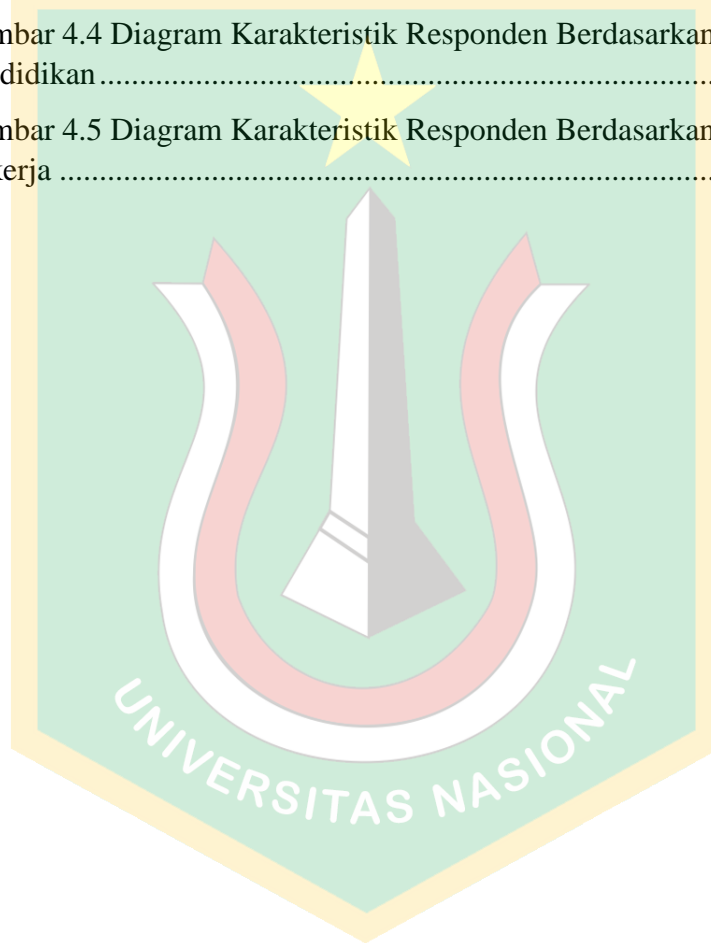 mbar 4.4 Diagram Karakteristik Responden Berdasarkan
didikan.............................................................................
mbar 4.5 Diagram Karakteristik Responden Berdasarkan
kerja ..................................................................................
UNIVERSITAS NASIONAL